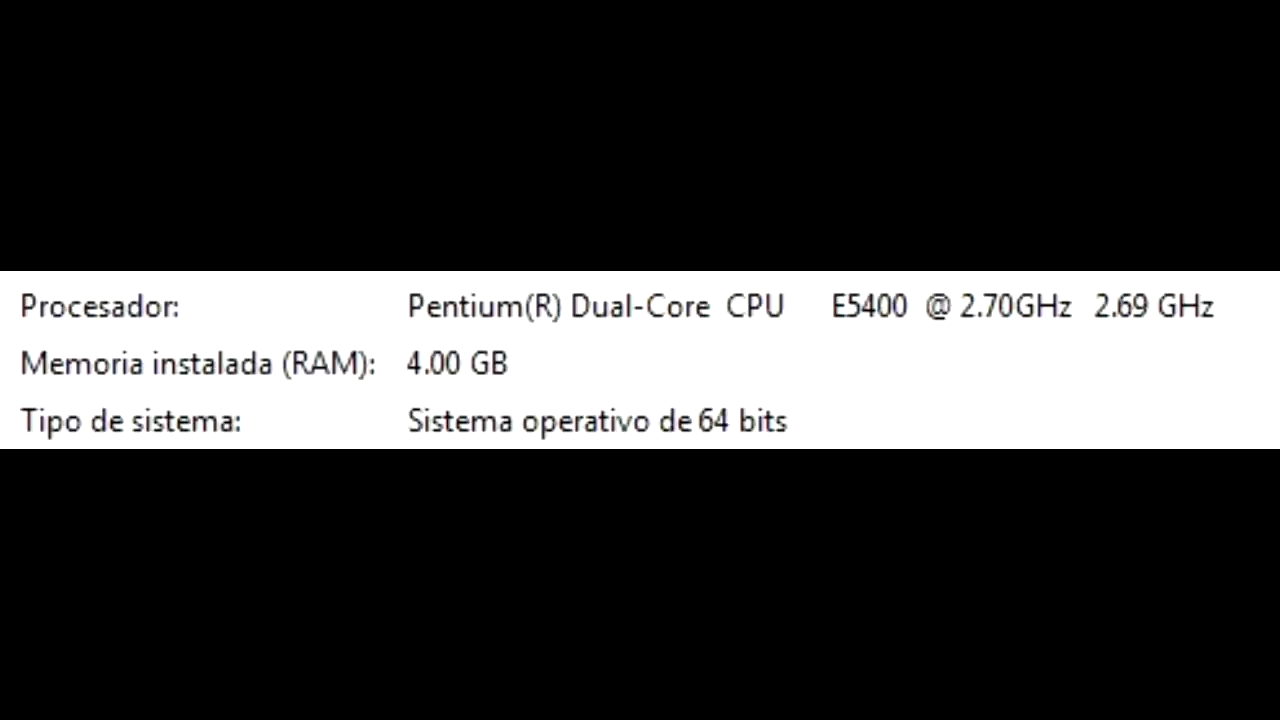 Procesador: Pentium(R) Dual-Core CPU E5400 @ 2.70GHz 2.69 GHz
Memoria instalada (RAM): 4.00 GB
Tipo de sistema: Sistema operativo de 64 bits